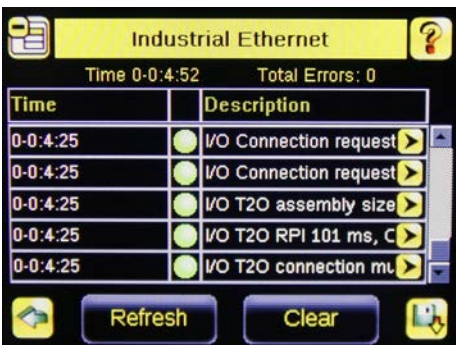 Industrial Ethernet
?
Time 0-0:4:52 Total Errors: 0
Time Description
0-0:4:25 I/O Connection request
0-0:4:25 I/O Connection request
0-0:4:25 I/O T2O assembly size
0-0:4:25 I/O T2O RPI 101 ms, C
0-0:4:25 I/O T2O connection mu
Refresh Clear